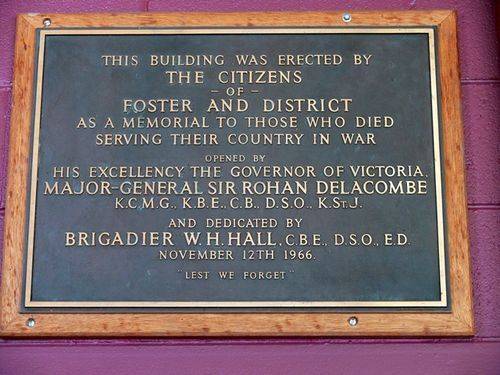 THIS BUILDING WAS ERECTED BY
THE CITIZENS
- OF -
FOSTER AND DISTRICT
AS A MEMORIAL TO THOSE WHO DIED
SERVING THEIR COUNTRY IN WAR
OPENED BY
HIS EXCELLENCY THE GOVERNOR OF VICTORIA,
MAJOR-GENERAL SIR ROHAN DELACOMBE
K.C.M.G., K.B.E., C.B., D.S.O., K.ST.J.
AND DEDICATED BY
BRIGADIER W.H. HALL, C.B.E., D.S.O., E.D.
NOVEMBER 12TH 1966.
"LEST WE FORGET"